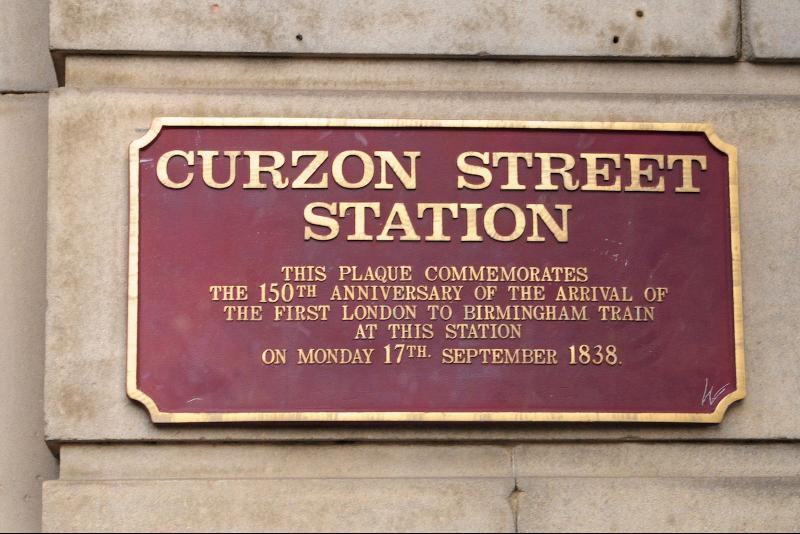 CURZON STREET
STATION
THIS PLAQUE COMMEMORATES
THE 150TH ANNIVERSARY OF THE ARRIVAL OF
THE FIRST LONDON TO BIRMINGHAM TRAIN
AT THIS STATION
ON MONDAY 17TH. SEPTEMBER 1838.